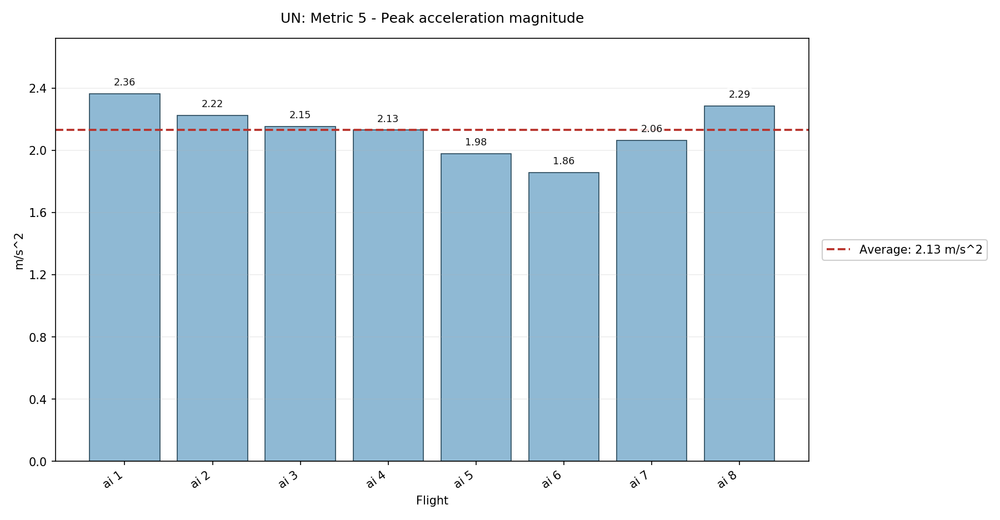 UN: Metric 5 - Peak acceleration magnitude
m/s^2
2.4
2.0
1.6
1.2
0.8
0.4
0.0
2.36
2.22
2.15
2.13
1.98
1.86
2.06
2.29
ai 1
ai 2
ai 3
ai 4
ai 5
ai 6
ai 7
ai 8
Flight
Average: 2.13 m/s^2